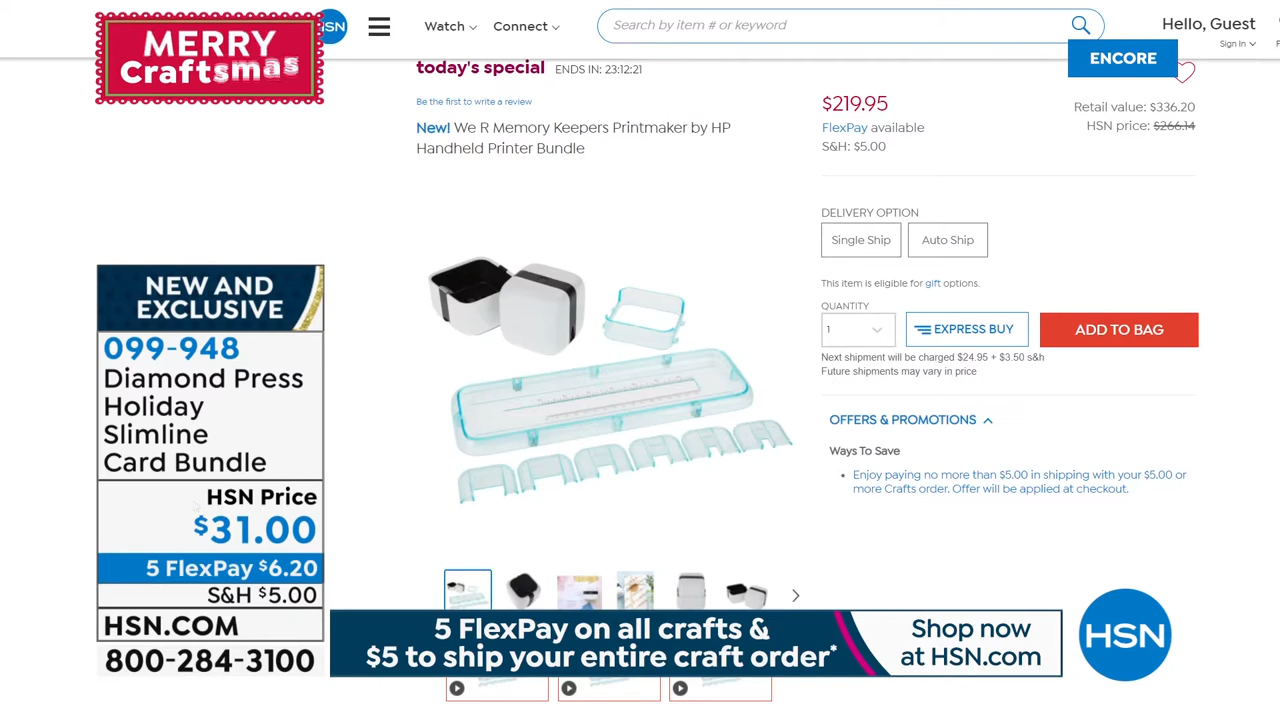 MERRY
Craftsmas
HSN
Watch
Connect
Search by item # or keyword
Hello, Guest
Sign In
ENCORE
today's special ENDS IN: 23:12:21
Be the first to write a review
New! We R Memory Keepers Printmaker by HP
Handheld Printer Bundle
$219.95
FlexPay available
S&H: $5.00
Retail value: $336.20
HSN price: $266.14
DELIVERY OPTION
Single Ship
Auto Ship
This item is eligible for gift options.
QUANTITY
1
EXPRESS BUY
ADD TO BAG
Next shipment will be charged $24.95 + $3.50 s&h
Future shipments may vary in price
OFFERS & PROMOTIONS
Ways To Save
• Enjoy paying no more than $5.00 in shipping with your $5.00 or
more Crafts order. Offer will be applied at checkout.
NEW AND
EXCLUSIVE
099-948
Diamond Press
Holiday
Slimline
Card Bundle
HSN Price
$31.00
5 FlexPay $6.20
S&H $5.00
HSN.COM
800-284-3100
5 FlexPay on all crafts &
$5 to ship your entire craft order*
Shop now
at HSN.com
HSN